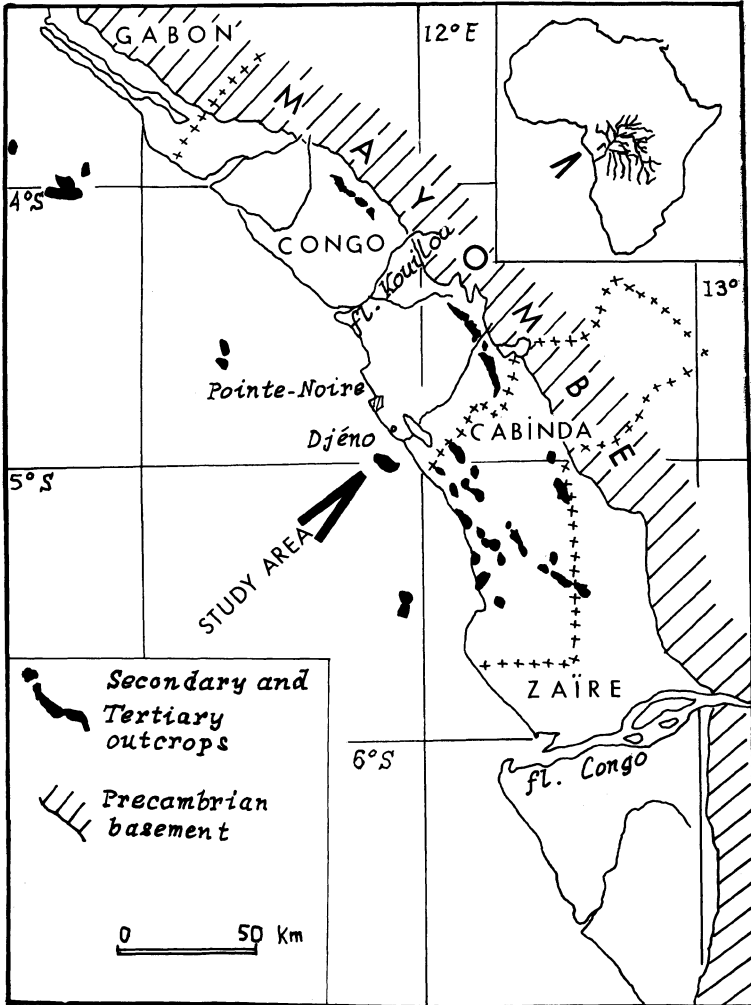 GABON
12° E
MAYOMBE
4° S
CONGO
fl. Kouilou
13°
Pointe-Noire
CABINDA
Djéno
5° S
STUDY AREA
ZAÏRE
Secondary and
Tertiary
outcrops
6° S
fl. Congo
Precambrian
basement
0 50 Km